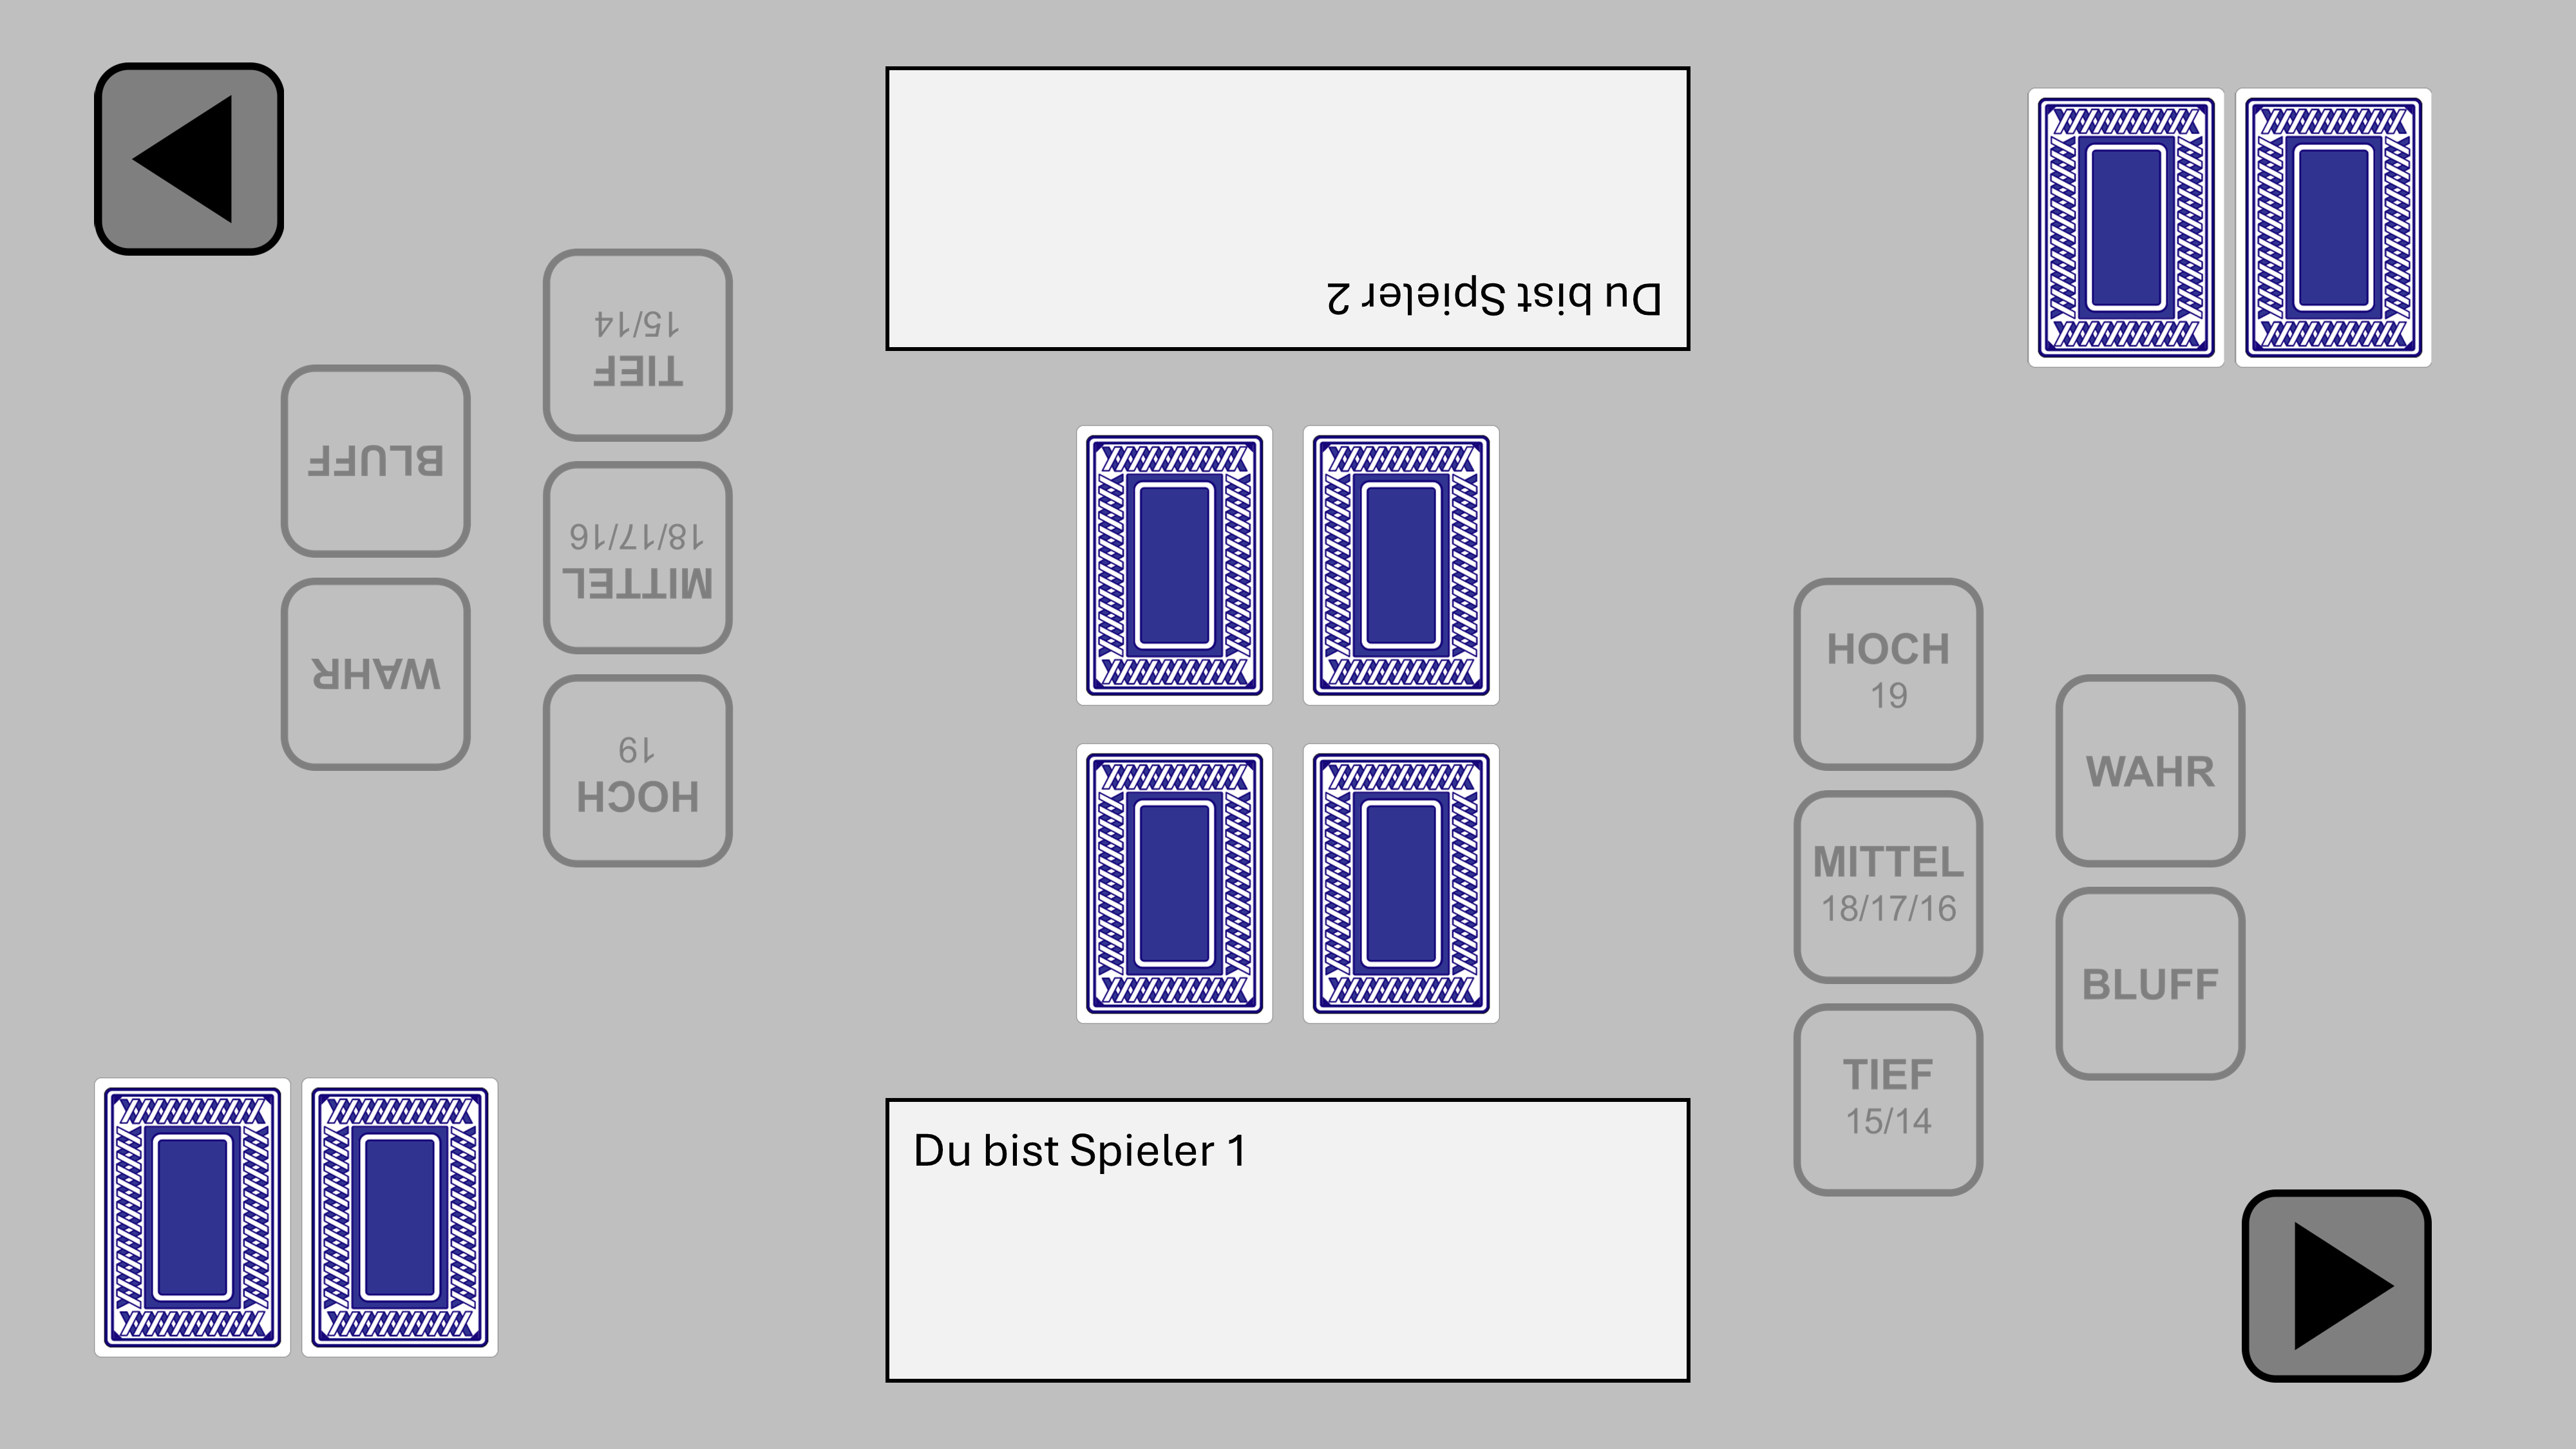 Du bist Spieler 2
TIEF
15/14
MITTEL
18/17/16
HOCH
19
BLUFF
WAHR
HOCH
19
MITTEL
18/17/16
TIEF
15/14
WAHR
BLUFF
Du bist Spieler 1